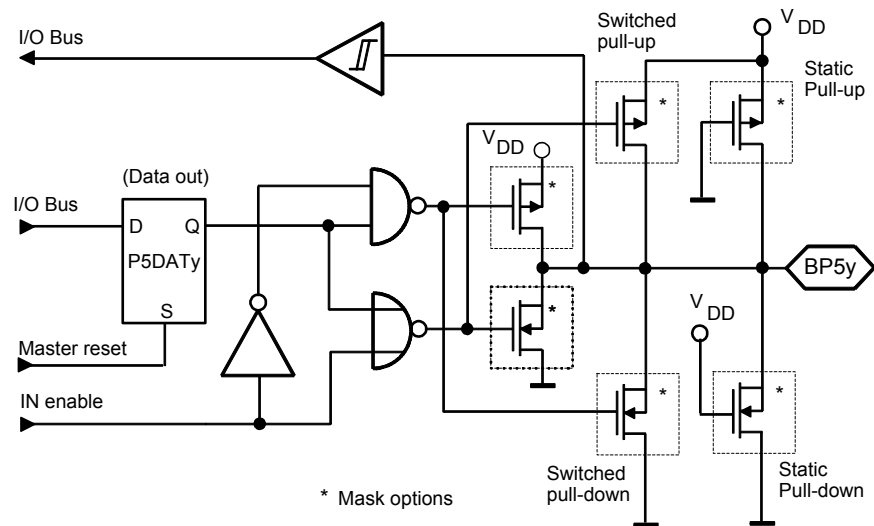 I/O Bus
Switched
pull-up
V DD
Static
Pull-up
*
*
V DD
*
(Data out)
I/O Bus
D Q
P5DATy
S
BP5y
*
V DD
Master reset
IN enable
*
*
Switched
pull-down
Static
Pull-down
* Mask options